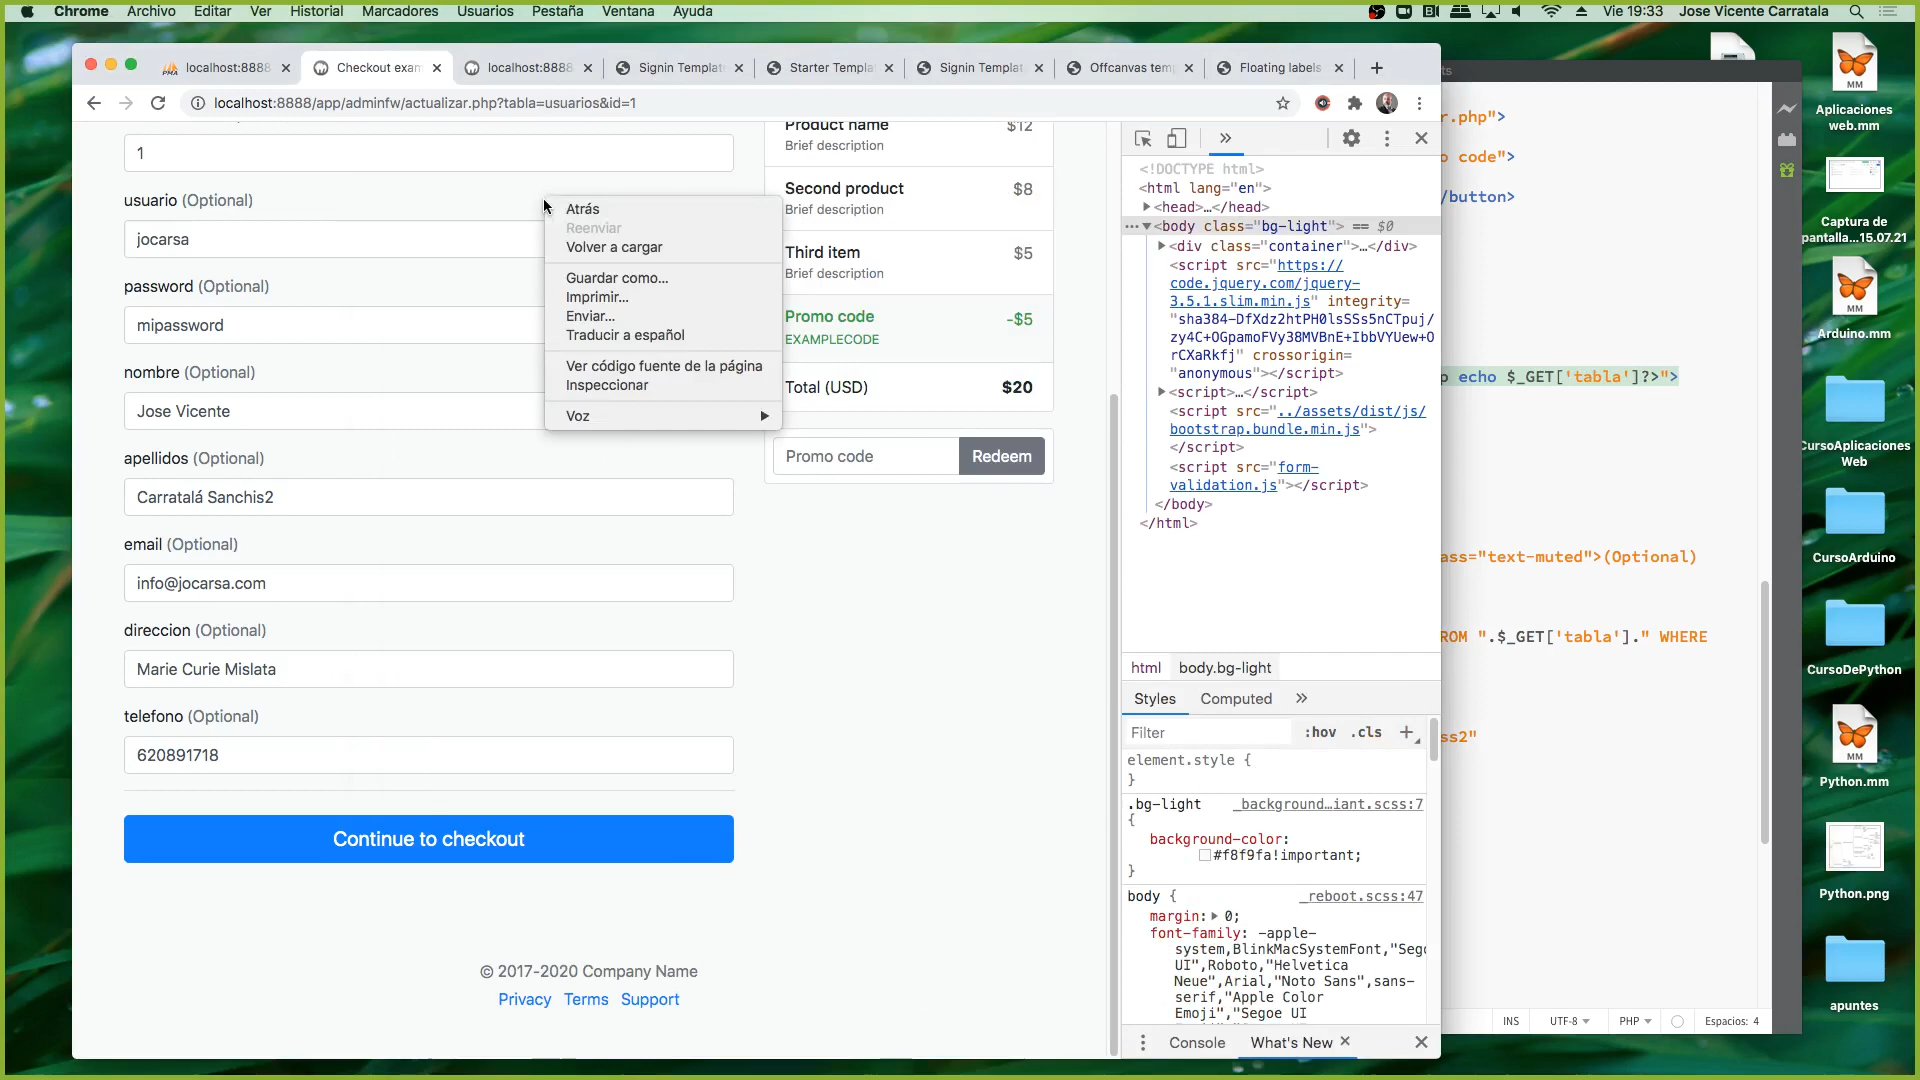 Chrome Archivo Editar Ver Historial Marcadores Usuarios Pestaña Ventana Ayuda
Vie 19:33 Jose Vicente Carratala
localhost:8888
Checkout exam
localhost:8888
Signin Templat
Starter Templa
Signin Templat
Offcanvas temp
Floating labels
localhost:8888/app/adminfw/actualizar.php?tabla=usuarios&id=1
1
usuario (Optional)
jocarsa
password (Optional)
mipassword
nombre (Optional)
Jose Vicente
apellidos (Optional)
Carratalá Sanchis2
email (Optional)
info@jocarsa.com
direccion (Optional)
Marie Curie Mislata
telefono (Optional)
620891718
Continue to checkout
© 2017-2020 Company Name
Privacy Terms Support
Atrás
Reenviar
Volver a cargar
Guardar como...
Imprimir...
Enviar...
Traducir a español
Ver código fuente de la página
Inspeccionar
Voz
Product name $12
Brief description
Second product $8
Brief description
Third item $5
Brief description
Promo code -$5
EXAMPLECODE
Total (USD) $20
Promo code Redeem
<!DOCTYPE html>
<html lang="en">
<head>…</head>
<body class="bg-light"> == $0
<div class="container">…</div>
<script src="https://
code.jquery.com/jquery-
3.5.1.slim.min.js" integrity=
"sha384-DfXdz2htPH0lsSSs5nCTpuj/
zy4C+OGpamoFVy38MVBnE+IbbVYUew+O
rCXaRkfj" crossorigin=
"anonymous"></script>
<script>…</script>
<script src="../assets/dist/js/
bootstrap.bundle.min.js">
</script>
<script src="form-
validation.js"></script>
</body>
</html>
html body.bg-light
Styles Computed
Filter :hov .cls
element.style {
}
.bg-light _background…iant.scss:7
{
background-color:
#f8f9fa!important;
}
body { _reboot.scss:47
margin: 0;
font-family: -apple-
system,BlinkMacSystemFont,"Sego
UI",Roboto,"Helvetica
Neue",Arial,"Noto Sans",sans-
serif,"Apple Color
Emoji","Segoe UI
Console What's New
ts
r.php">
o code">
/button>
p echo $_GET['tabla']?>">
ass="text-muted">(Optional)
ROM ".$_GET['tabla']." WHERE
ss2"
INS UTF-8 PHP Espacios: 4
MM
Aplicaciones
web.mm
Captura de
pantalla...15.07.21
MM
Arduino.mm
CursoAplicaciones
Web
CursoArduino
CursoDePython
MM
Python.mm
Python.png
apuntes